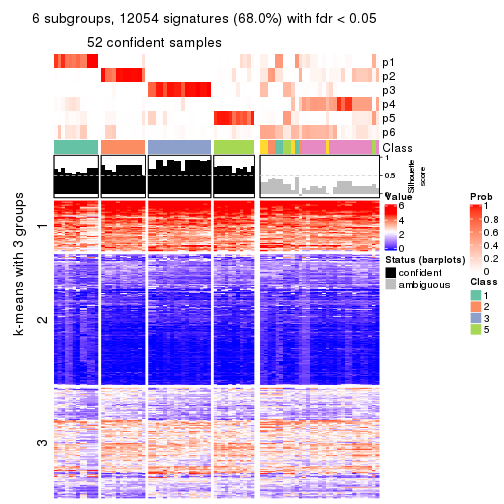 6 subgroups, 12054 signatures (68.0%) with fdr < 0.05
52 confident samples
p1
p2
p3
p4
p5
p6
Class
1
0.5
0
Silhouette
score
k-means with 3 groups
1
2
3
Value
6
4
2
0
Status (barplots)
confident
ambiguous
Prob
1
0.8
0.6
0.4
0.2
0
Class
1
2
3
5